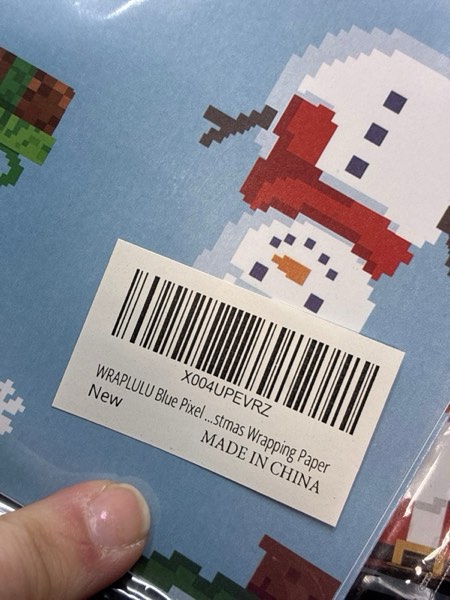 X004UPEVRZ
WRAPLULU Blue Pixel ...stmas Wrapping Paper
New
MADE IN CHINA